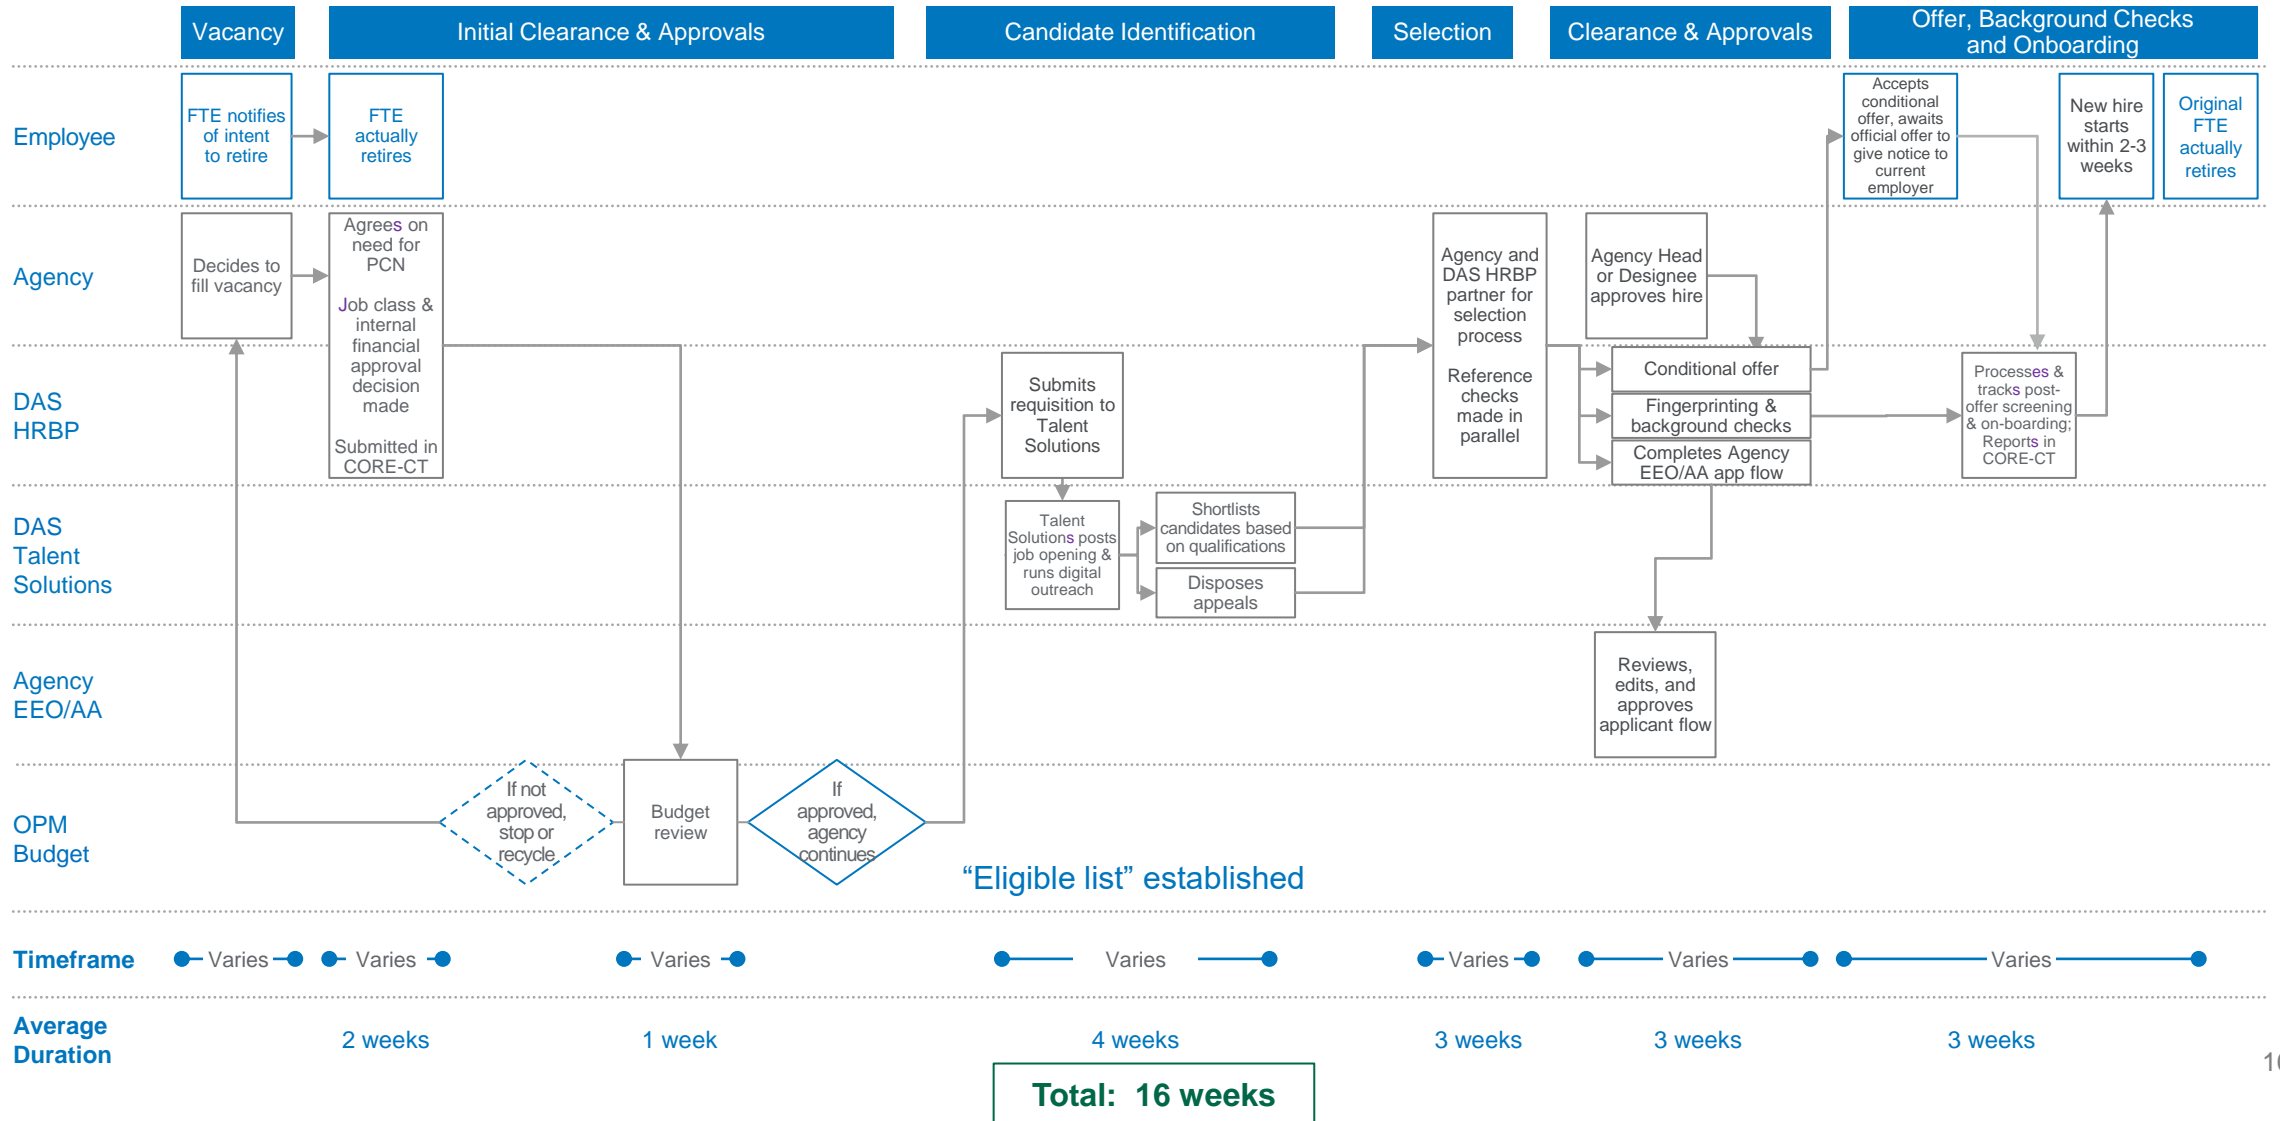 Vacancy
Initial Clearance & Approvals
Candidate Identification
Selection
Clearance & Approvals
Offer, Background Checks
and Onboarding
Employee
FTE notifies
of intent
to retire
FTE
actually
retires
Accepts
conditional
offer, awaits
official offer to
give notice to
current
employer
New hire
starts
within 2-3
weeks
Original
FTE
actually
retires
Agency
Decides to
fill vacancy
Agrees on
need for
PCN
Job class &
internal
financial
approval
decision
made
Submitted in
CORE-CT
Agency and
DAS HRBP
partner for
selection
process
Reference
checks
made in
parallel
Agency Head
or Designee
approves hire
DAS
HRBP
Submits
requisition to
Talent
Solutions
Conditional offer
Fingerprinting &
background checks
Completes Agency
EEO/AA app flow
Processes &
tracks post-
offer screening
& on-boarding;
Reports in
CORE-CT
DAS
Talent
Solutions
Talent
Solutions posts
job opening &
runs digital
outreach
Shortlists
candidates based
on qualifications
Disposes
appeals
Agency
EEO/AA
Reviews,
edits, and
approves
applicant flow
OPM
Budget
If not
approved,
stop or
recycle
Budget
review
If
approved,
agency
continues
“Eligible list” established
Timeframe
Varies
Varies
Varies
Varies
Varies
Varies
Varies
Average
Duration
2 weeks
1 week
4 weeks
3 weeks
3 weeks
3 weeks
Total: 16 weeks